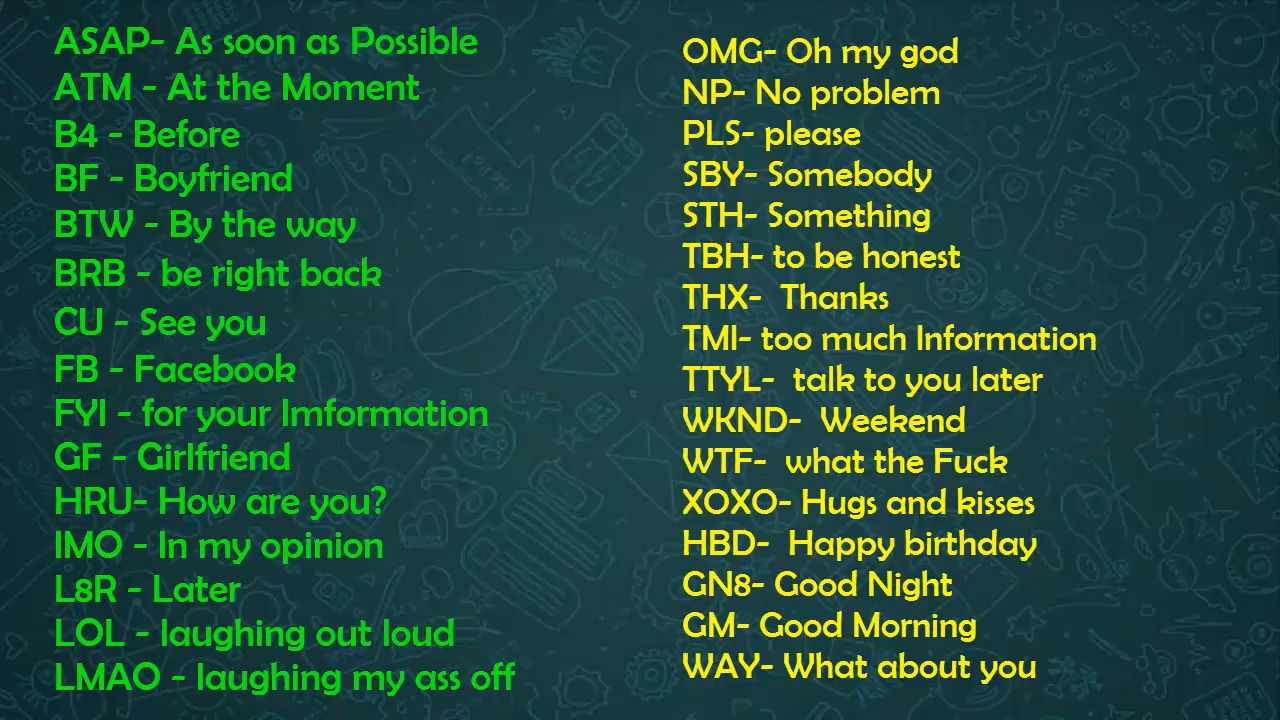 ASAP- As soon as Possible
ATM - At the Moment
B4 - Before
BF - Boyfriend
BTW - By the way
BRB - be right back
CU - See you
FB - Facebook
FYI - for your Imformation
GF - Girlfriend
HRU- How are you?
IMO - In my opinion
L8R - Later
LOL - laughing out loud
LMAO - laughing my ass off
OMG- Oh my god
NP- No problem
PLS- please
SBY- Somebody
STH- Something
TBH- to be honest
THX-  Thanks
TMI- too much Information
TTYL-  talk to you later
WKND-  Weekend
WTF-  what the Fuck
XOXO- Hugs and kisses
HBD-  Happy birthday
GN8- Good Night
GM- Good Morning
WAY- What about you